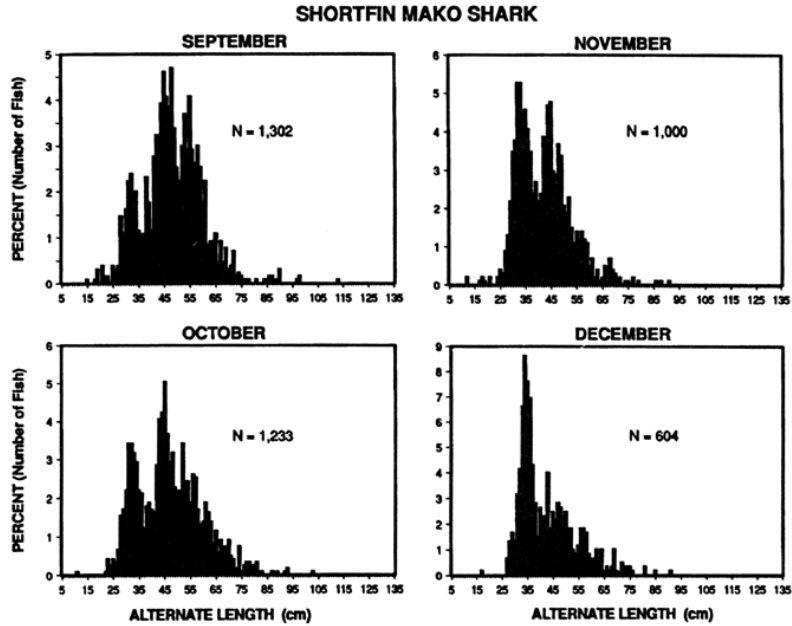 SHORTFIN MAKO SHARK
SEPTEMBER
PERCENT (Number of Fish)
5
4
3
2
1
0
N = 1,302
5 15 25 35 45 55 65 75 85 95 105 115 125 135
NOVEMBER
6
5
4
3
2
1
0
N = 1,000
5 15 25 35 45 55 65 75 85 95 105 115 125 135
OCTOBER
PERCENT (Number of Fish)
6
5
4
3
2
1
0
N = 1,233
5 15 25 35 45 55 65 75 85 95 105 115 125 135
ALTERNATE LENGTH (cm)
DECEMBER
9
8
7
6
5
4
3
2
1
0
N = 604
5 15 25 35 45 55 65 75 85 95 105 115 125 135
ALTERNATE LENGTH (cm)